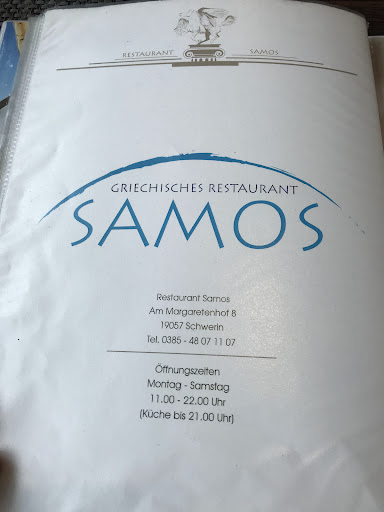 RESTAURANT SAMOS
GRIECHISCHES RESTAURANT
SAMOS
Restaurant Samos
Am Margaretenhof 8
19057 Schwerin
Tel. 0385 - 48 07 11 07
Öffnungszeiten
Montag - Samstag
11.00 - 22.00 Uhr
(Küche bis 21.00 Uhr)